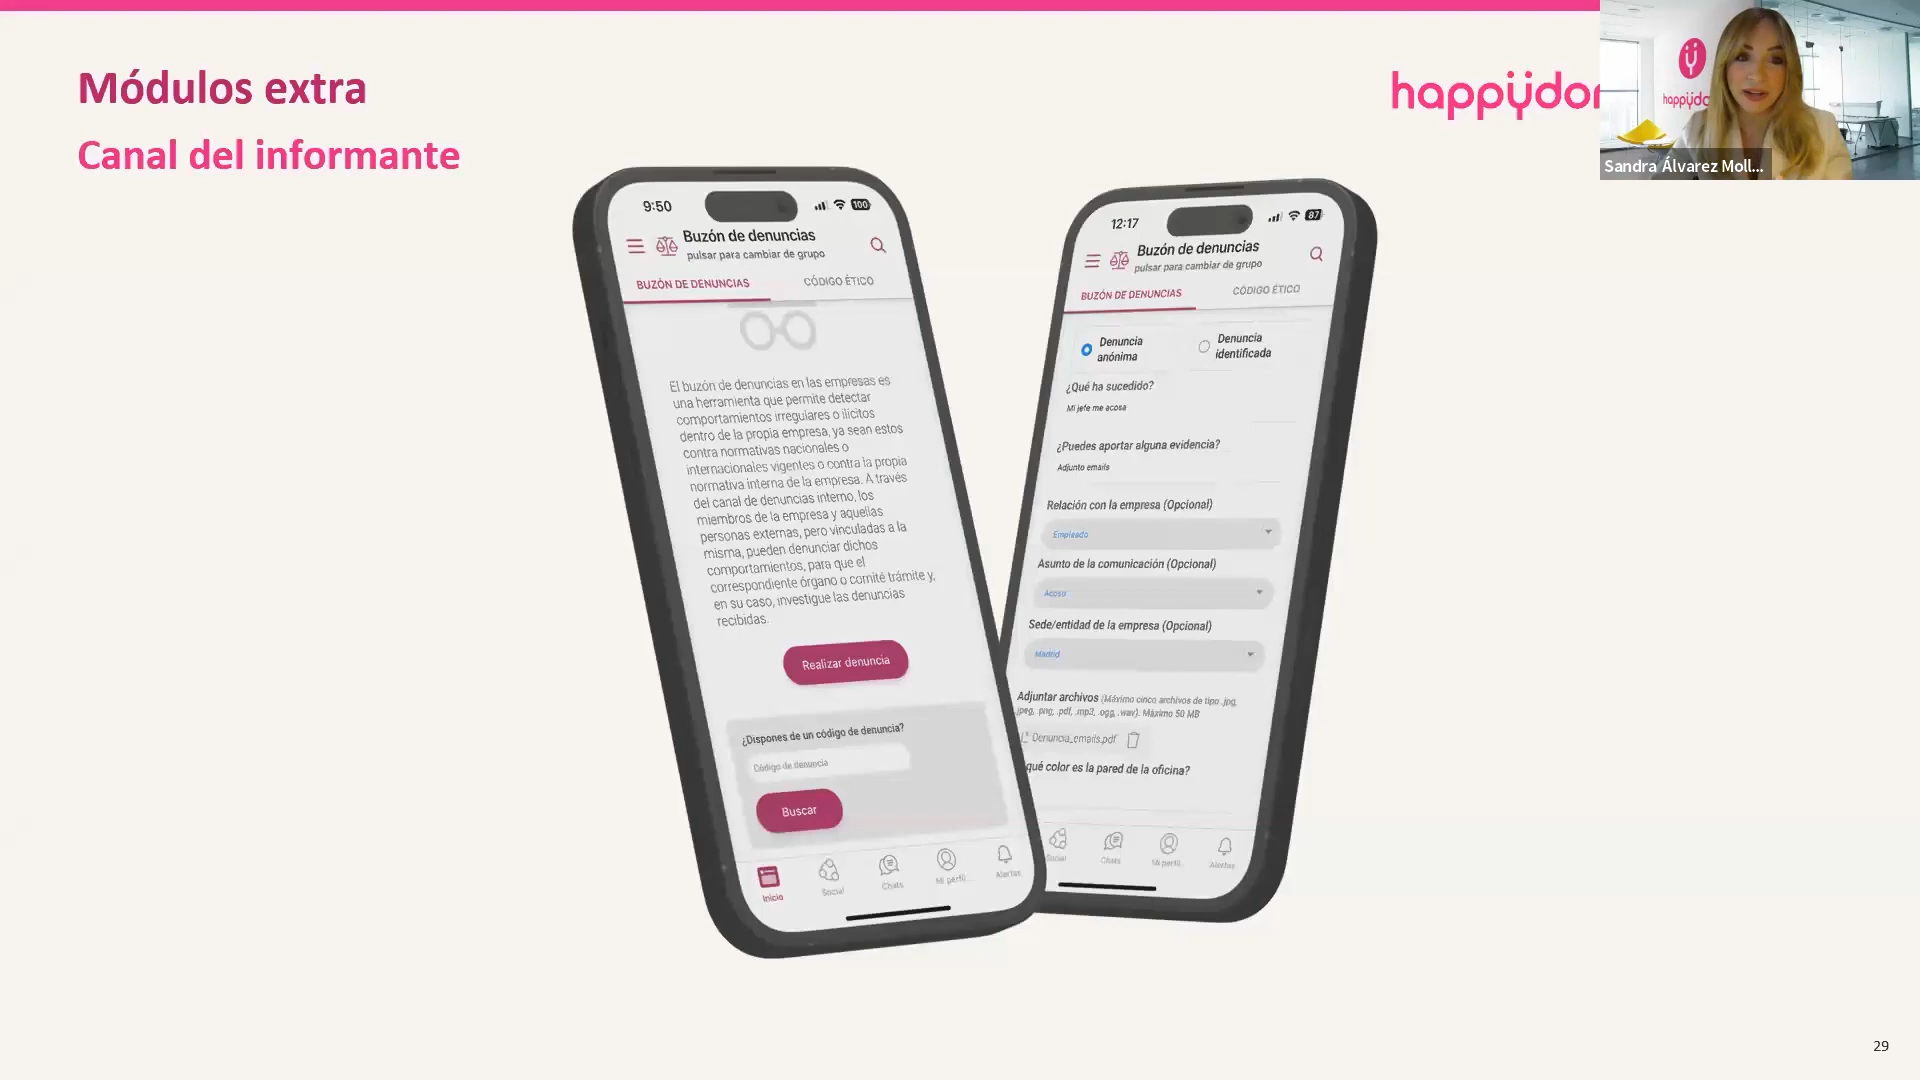 Módulos extra
Canal del informante
happÿdo
happÿdo
Sandra Álvarez Moll...
9:50
100
Buzón de denuncias
pulsar para cambiar de grupo
BUZÓN DE DENUNCIAS
CÓDIGO ÉTICO
El buzón de denuncias en las empresas es
una herramienta que permite detectar
comportamientos irregulares o ilícitos
dentro de la propia empresa, ya sean estos
contra normativas nacionales o
internacionales vigentes o contra la propia
normativa interna de la empresa. A través
del canal de denuncias interno, los
miembros de la empresa y aquellas
personas externas, pero vinculadas a la
misma, pueden denunciar dichos
comportamientos, para que el
correspondiente órgano o comité trámite y,
en su caso, investigue las denuncias
recibidas.
Realizar denuncia
¿Dispones de un código de denuncia?
Código de denuncia
Buscar
Inicio
Social
Chats
Mi perfil...
Alertas
12:17
87
Buzón de denuncias
pulsar para cambiar de grupo
BUZÓN DE DENUNCIAS
CÓDIGO ÉTICO
Denuncia
anónima
Denuncia
identificada
¿Qué ha sucedido?
Mi jefe me acosa
¿Puedes aportar alguna evidencia?
Adjunto emails
Relación con la empresa (Opcional)
Empleado
Asunto de la comunicación (Opcional)
Acoso
Sede/entidad de la empresa (Opcional)
Madrid
Adjuntar archivos (Máximo cinco archivos de tipo .jpg,
.jpeg, .png, .pdf, .mp3, .ogg, .wav). Máximo 50 MB
Denuncia_emails.pdf
qué color es la pared de la oficina?
Social
Chats
Mi perfil...
Alertas
29